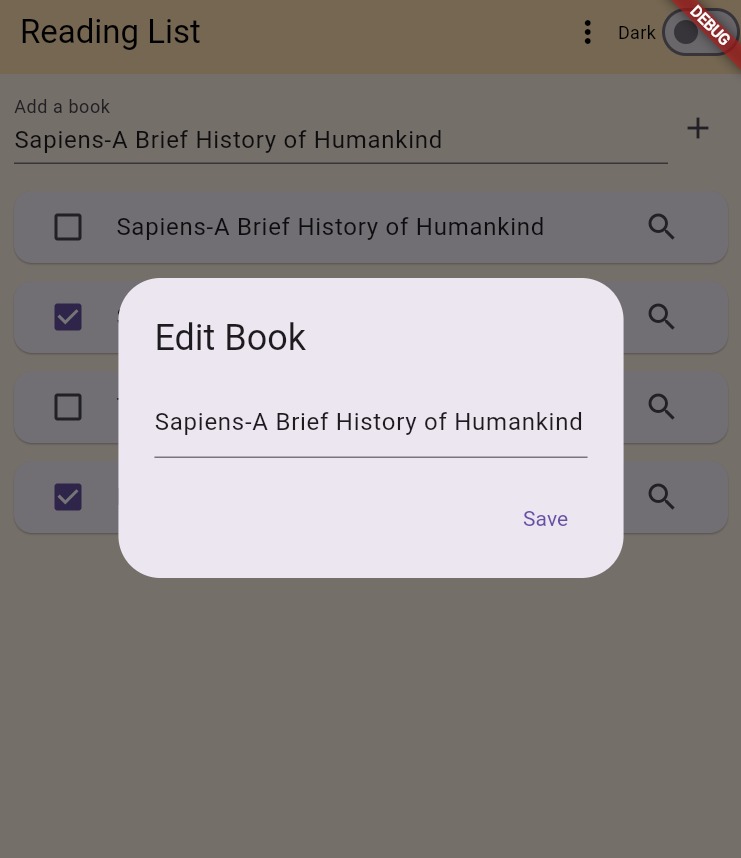 Reading List
Dark
DEBUG
Add a book
Sapiens-A Brief History of Humankind
Sapiens-A Brief History of Humankind
Edit Book
Sapiens-A Brief History of Humankind
Save